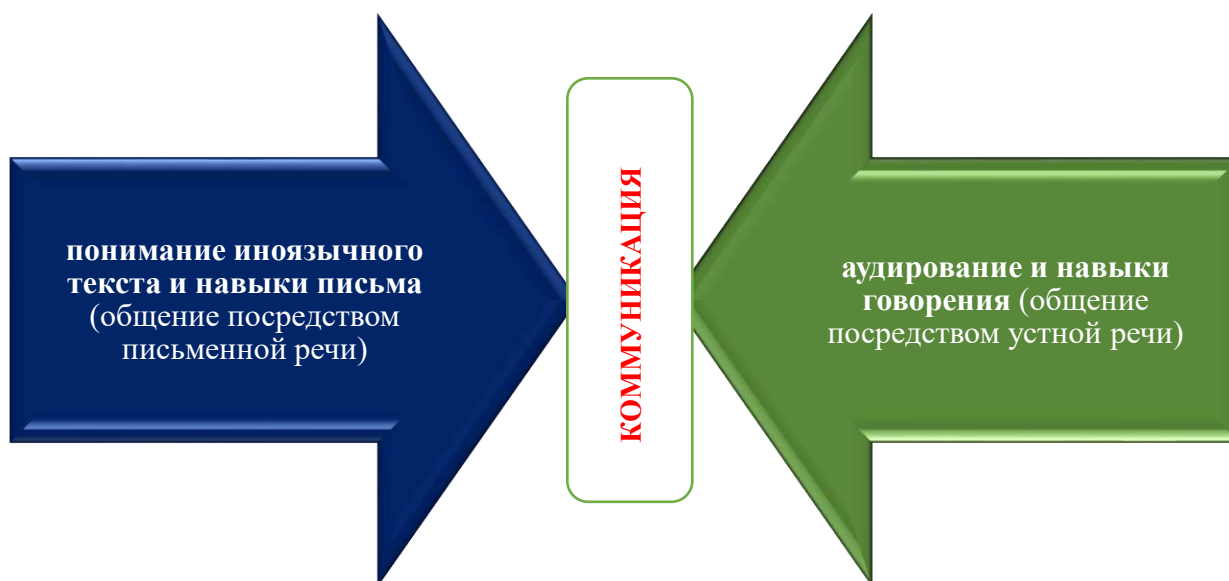 понимание иноязычного
текста и навыки письма
(общение посредством
письменной речи)
КОММУНИКАЦИЯ
аудирование и навыки
говорения (общение
посредством устной речи)